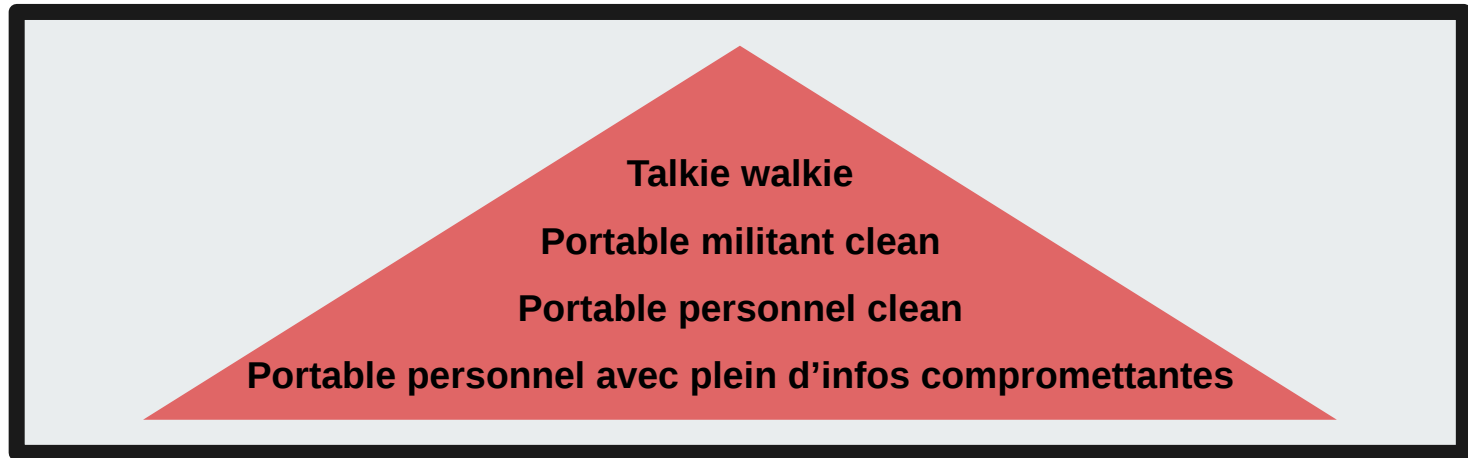 Talkie walkie
Portable militant clean
Portable personnel clean
Portable personnel avec plein d’infos compromettantes